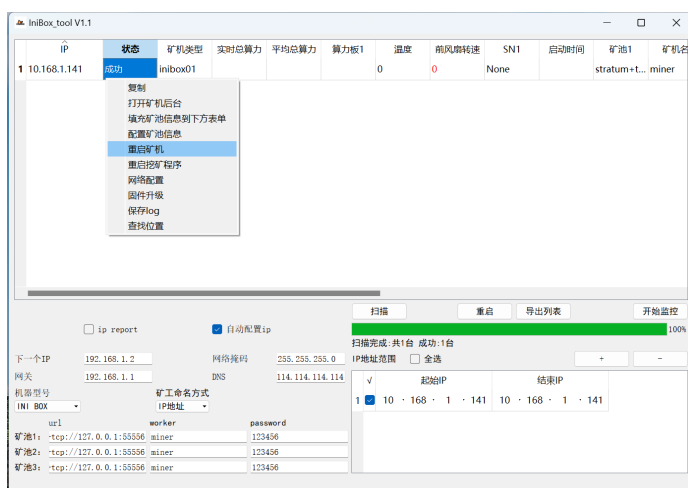 IniBox_tool V1.1
IP 状态 矿机类型 实时总算力 平均总算力 算力板1 温度 前风扇转速 SN1 启动时间 矿池1 矿机名
1 10.168.1.141 成功 inibox01 0 0 None stratum+t... miner
复制
打开矿机后台
填充矿池信息到下方表单
配置矿池信息
重启矿机
重启挖矿程序
网络配置
固件升级
保存log
查找位置
扫描 重启 导出列表 开始监控
ip report 自动配置ip 100%
扫描完成:共1台 成功:1台
下一个IP 192.168.1.2 网络掩码 255.255.255.0 IP地址范围 全选 + -
网关 192.168.1.1 DNS 114.114.114.114
√ 起始IP 结束IP
机器型号 矿工命名方式
INI BOX IP地址
1 10 · 168 · 1 · 141 10 · 168 · 1 · 141
url worker password
矿池1: -tcp://127.0.0.1:55556 miner 123456
矿池2: -tcp://127.0.0.1:55556 miner 123456
矿池3: -tcp://127.0.0.1:55556 miner 123456